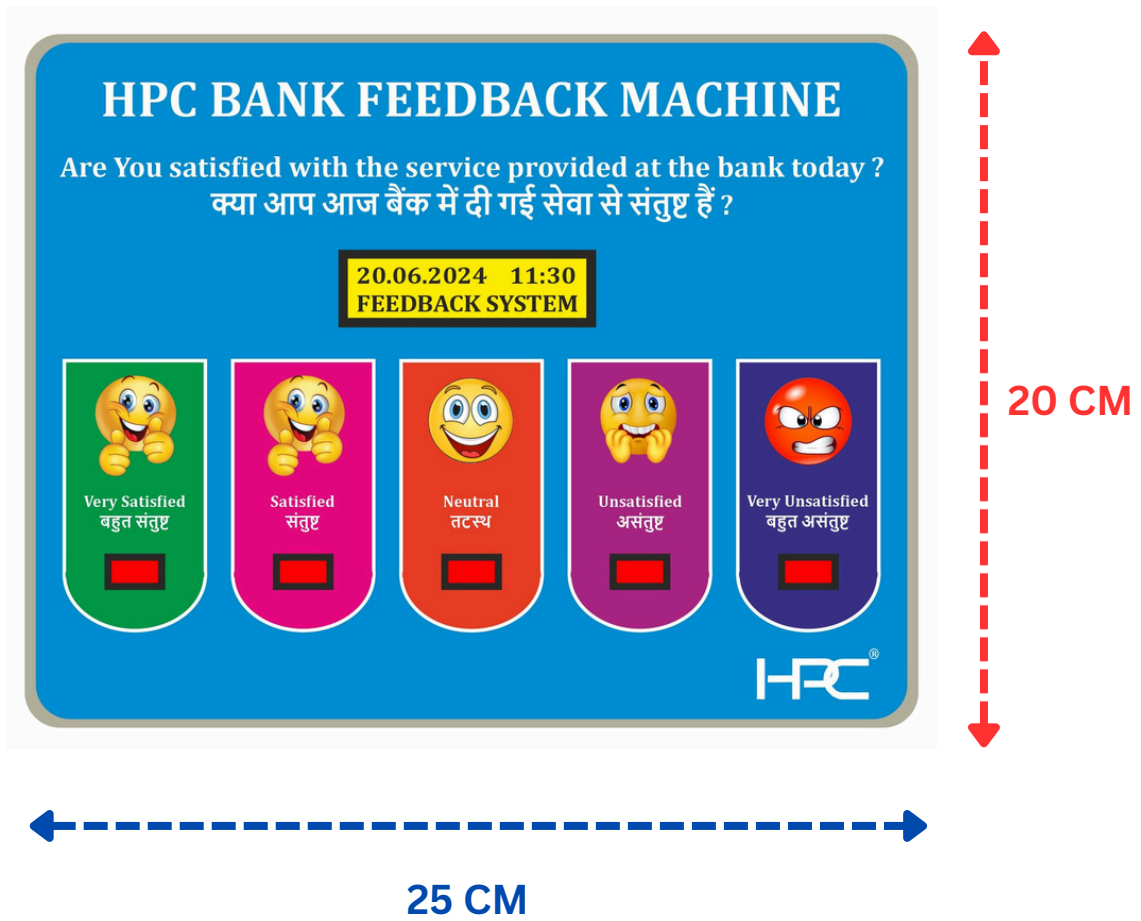 HPC BANK FEEDBACK MACHINE
Are You satisfied with the service provided at the bank today ?
क्या आप आज बैंक में दी गई सेवा से संतुष्ट हैं ?
20.06.2024 11:30
FEEDBACK SYSTEM
Very Satisfied
बहुत संतुष्ट
Satisfied
संतुष्ट
Neutral
तटस्थ
Unsatisfied
असंतुष्ट
Very Unsatisfied
बहुत असंतुष्ट
HPC®
20 CM
25 CM